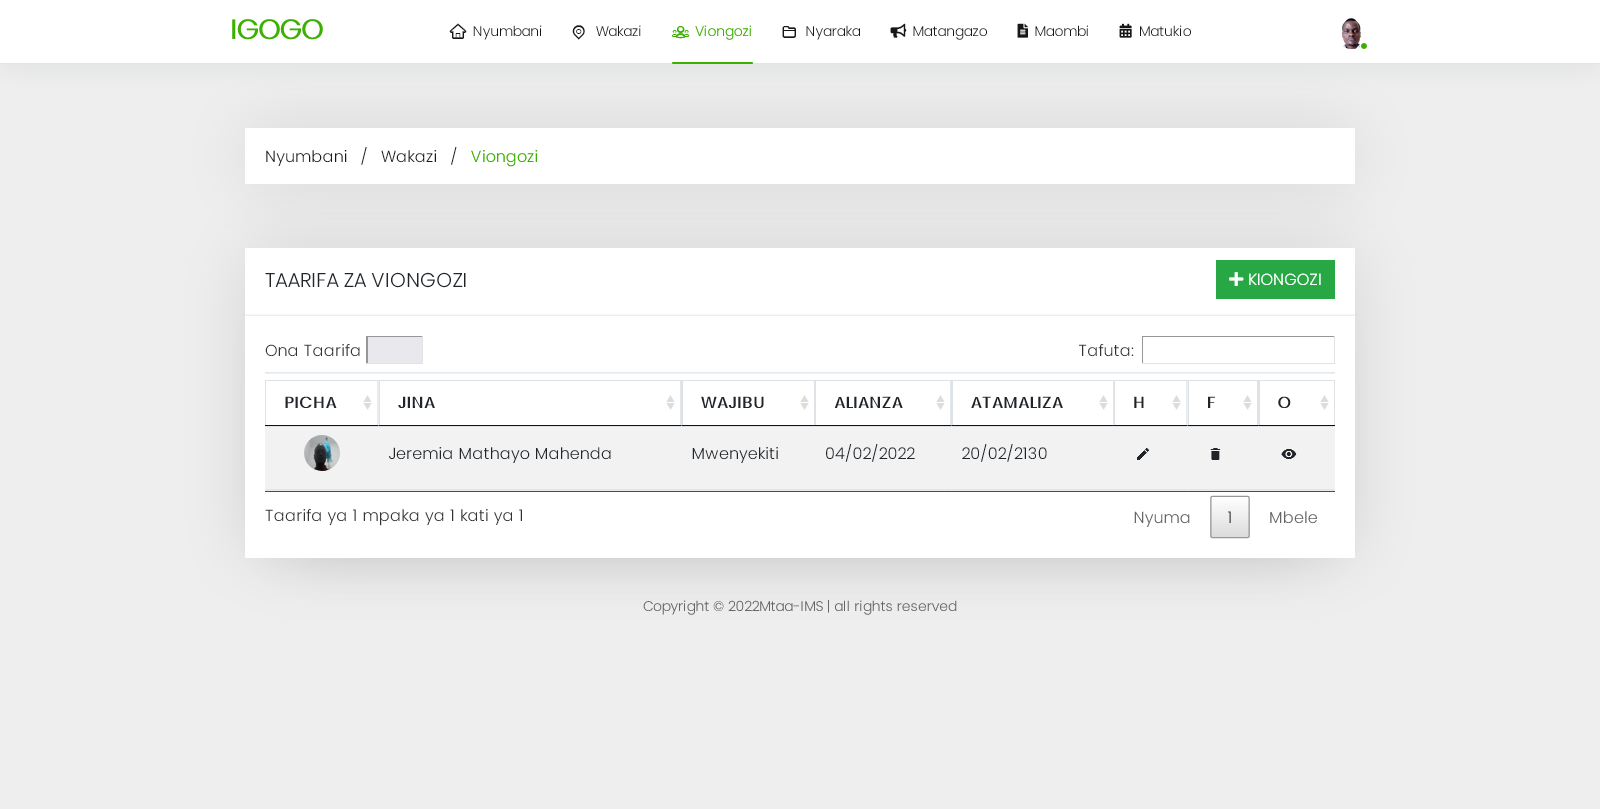 IGOGO Nyumbani Wakazi Viongozi Nyaraka Matangazo Maombi Matukio
Nyumbani / Wakazi / Viongozi
TAARIFA ZA VIONGOZI KIONGOZI
Ona Taarifa Tafuta:
PICHA JINA WAJIBU ALIANZA ATAMALIZA H F O
Jeremia Mathayo Mahenda Mwenyekiti 04/02/2022 20/02/2130
Taarifa ya 1 mpaka ya 1 kati ya 1 Nyuma 1 Mbele
Copyright © 2022Mtaa-IMS | all rights reserved